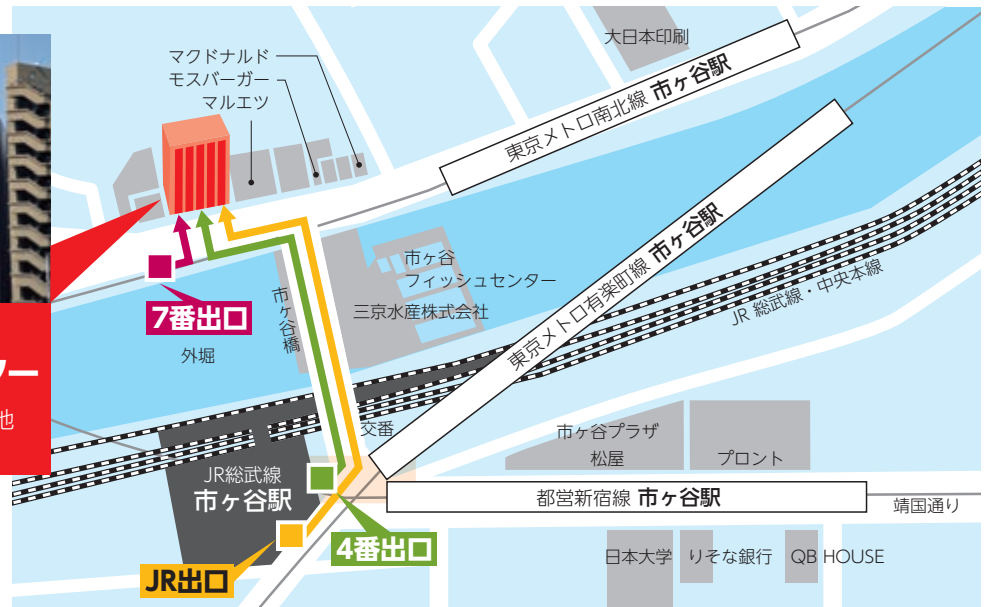 大日本印刷
マクドナルド
モスバーガー
マルエツ
東京メトロ南北線 市ヶ谷駅
市ヶ谷
フィッシュセンター
三京水産株式会社
東京メトロ有楽町線 市ヶ谷駅
JR 総武線・中央本線
7番出口
市ヶ谷橋
外堀
ー
地
交番
市ヶ谷プラザ
松屋
プロント
JR総武線
市ヶ谷駅
都営新宿線 市ヶ谷駅
靖国通り
4番出口
JR出口
日本大学
りそな銀行
QB HOUSE